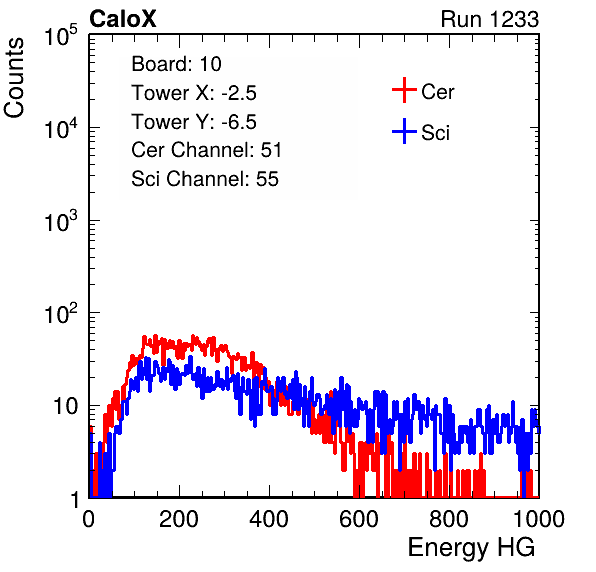 CaloX Run 1233
Counts
Board: 10
Tower X: -2.5
Tower Y: -6.5
Cer Channel: 51
Sci Channel: 55
Cer
Sci
10^5
10^4
10^3
10^2
10
1
0 200 400 600 800 1000
Energy HG